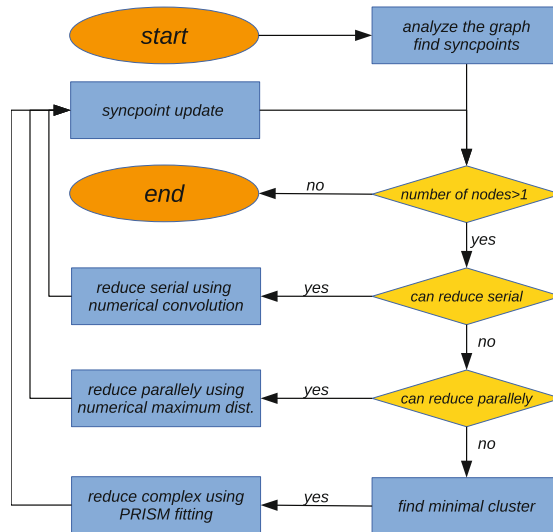 start
analyze the graph
find syncpoints
syncpoint update
end
no
number of nodes>1
yes
reduce serial using
numerical convolution
yes
can reduce serial
no
reduce parallely using
numerical maximum dist.
yes
can reduce parallely
no
reduce complex using
PRISM fitting
yes
find minimal cluster